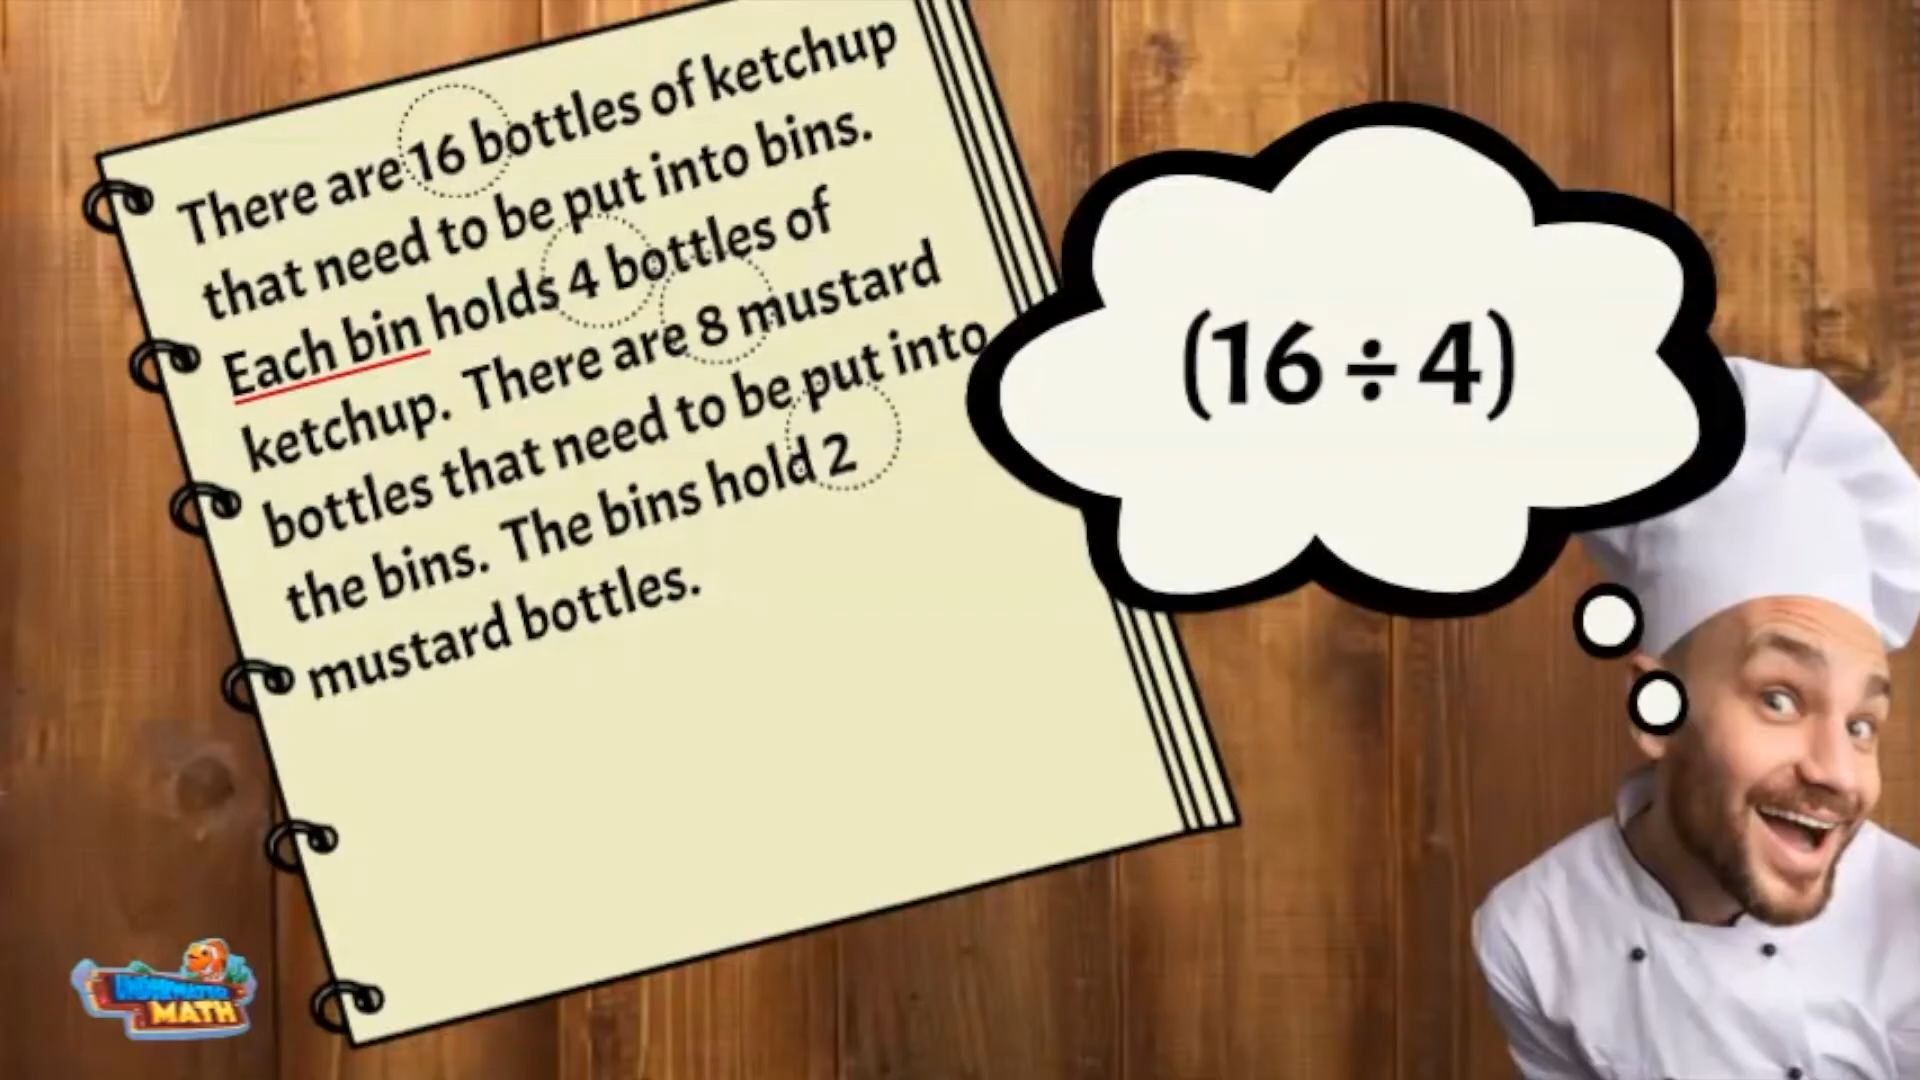 There are 16 bottles of ketchup
that need to be put into bins.
Each bin holds 4 bottles of
ketchup. There are 8 mustard
bottles that need to be put into
the bins. The bins hold 2
mustard bottles.
(16 ÷ 4)
UNDERWATER
MATH